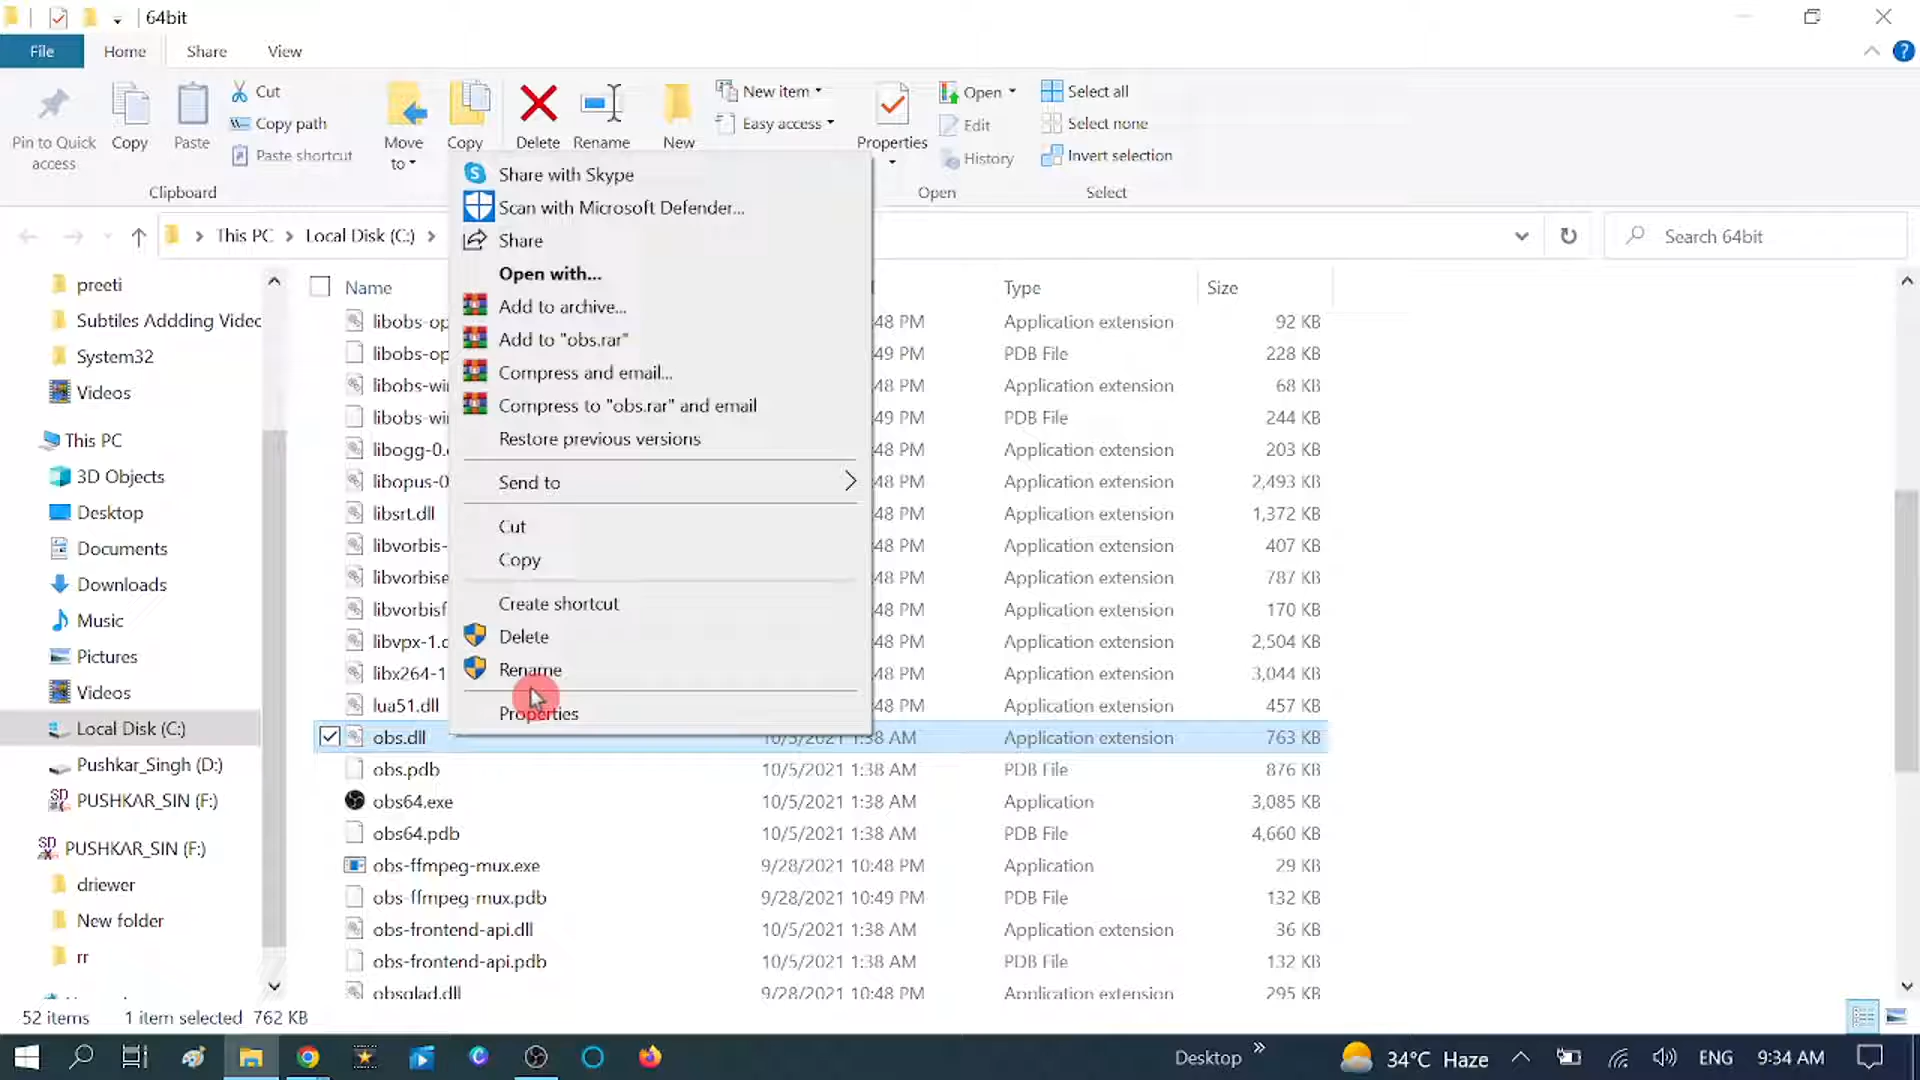 64bit
File Home Share View
Pin to Quick access
Copy
Paste
Cut
Copy path
Paste shortcut
Clipboard
Move to
Copy
Delete
Rename
New
New item
Easy access
Properties
Open
Edit
History
Open
Select all
Select none
Invert selection
Select
This PC Local Disk (C:)
Search 64bit
preeti
Subtiles Addding Videc
System32
Videos
This PC
3D Objects
Desktop
Documents
Downloads
Music
Pictures
Videos
Local Disk (C:)
Pushkar_Singh (D:)
PUSHKAR_SIN (F:)
PUSHKAR_SIN (F:)
driewer
New folder
rr
Share with Skype
Scan with Microsoft Defender...
Share
Open with...
Add to archive...
Add to "obs.rar"
Compress and email...
Compress to "obs.rar" and email
Restore previous versions
Send to
Cut
Copy
Create shortcut
Delete
Rename
Properties
Name Type Size
libobs-op :48 PM Application extension 92 KB
libobs-op :49 PM PDB File 228 KB
libobs-wi 48 PM Application extension 68 KB
libobs-wi 49 PM PDB File 244 KB
libogg-0. 48 PM Application extension 203 KB
libopus-0 48 PM Application extension 2,493 KB
libsrt.dll 48 PM Application extension 1,372 KB
libvorbis- 48 PM Application extension 407 KB
libvorbise 48 PM Application extension 787 KB
libvorbisf 48 PM Application extension 170 KB
libvpx-1. 48 PM Application extension 2,504 KB
libx264-1 48 PM Application extension 3,044 KB
lua51.dll 48 PM Application extension 457 KB
obs.dll 10/5/2021 1:38 AM Application extension 763 KB
obs.pdb 10/5/2021 1:38 AM PDB File 876 KB
obs64.exe 10/5/2021 1:38 AM Application 3,085 KB
obs64.pdb 10/5/2021 1:38 AM PDB File 4,660 KB
obs-ffmpeg-mux.exe 9/28/2021 10:48 PM Application 29 KB
obs-ffmpeg-mux.pdb 9/28/2021 10:49 PM PDB File 132 KB
obs-frontend-api.dll 10/5/2021 1:38 AM Application extension 36 KB
obs-frontend-api.pdb 10/5/2021 1:38 AM PDB File 132 KB
obsglad.dll 9/28/2021 10:48 PM Application extension 295 KB
52 items 1 item selected 762 KB
Desktop 34°C Haze ENG 9:34 AM